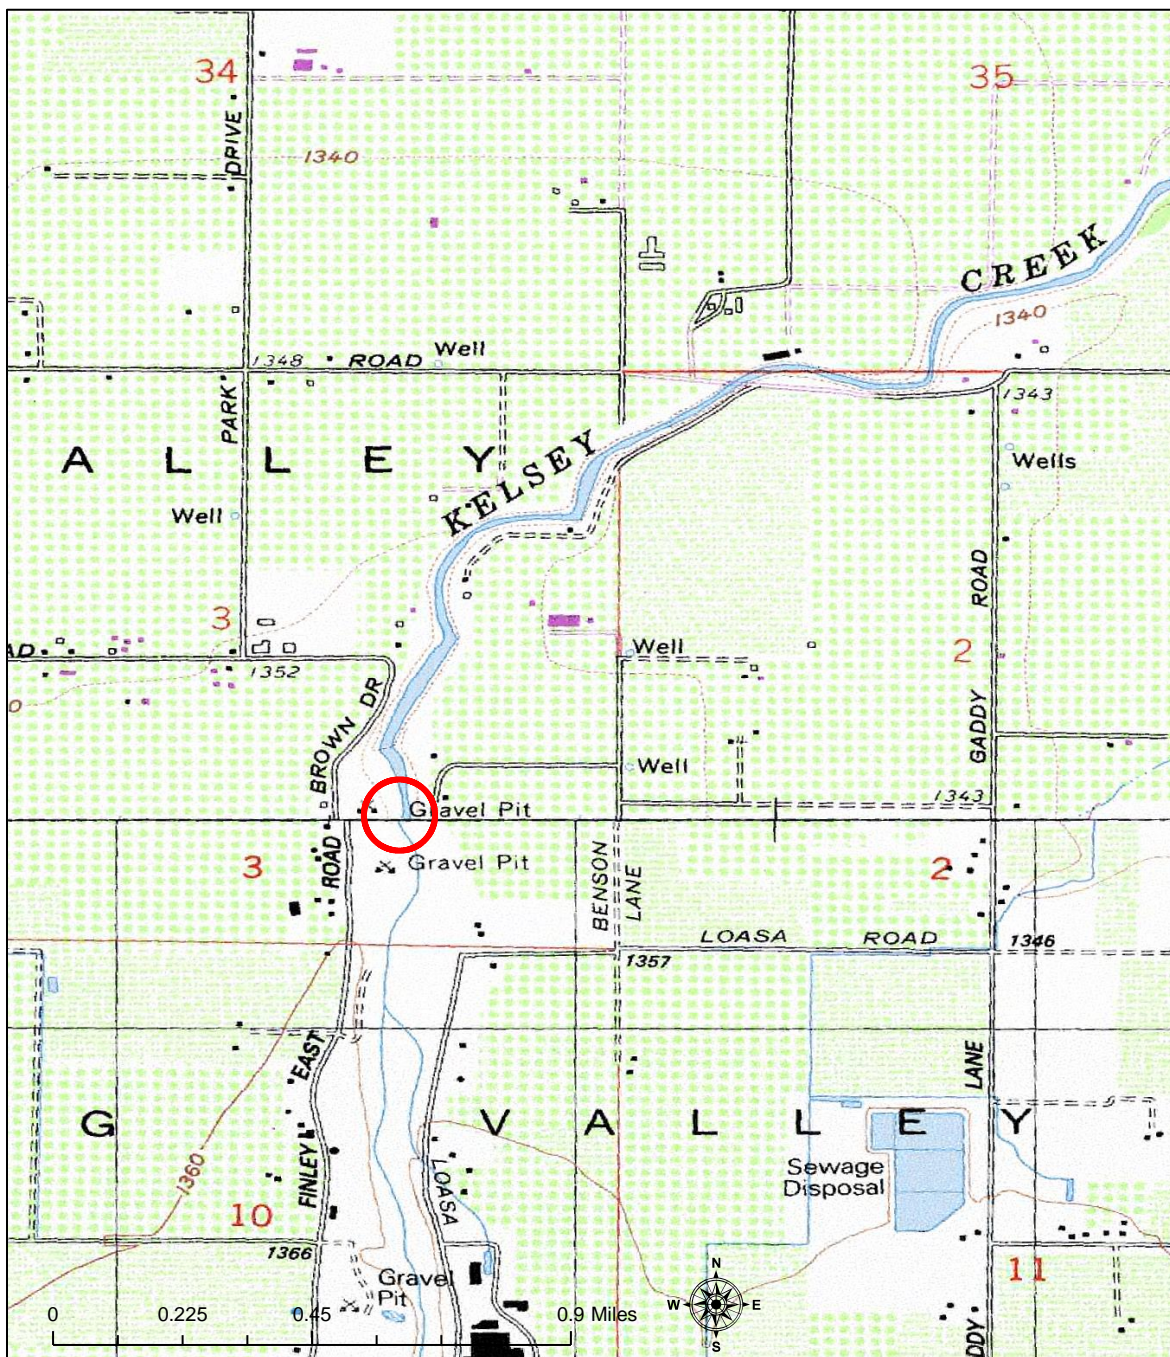 34
35
DRIVE
1340
CREEK
1340
1348
ROAD
Well
PARK
1343
A L L E Y
KELSEY
Wells
Well
ROAD
3
Well
2
AD
1352
0
BROWN DR
GADDY
Well
1343
Gravel Pit
3
ROAD
Gravel Pit
BENSON
LANE
2
LOASA ROAD
1346
1357
EAST
LANE
G
V A L L E Y
1360
FINLEY
LOASA
Sewage
Disposal
10
1366
11
Gravel
Pit
N
W
E
S
0
0.225
0.45
0.9 Miles
DDY